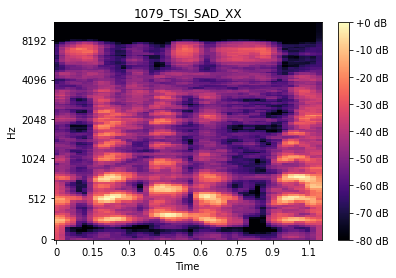 1079_TSI_SAD_XX
8192
4096
2048
1024
512
0
Hz
0
0.15
0.3
0.45
0.6
0.75
0.9
1.1
Time
+0 dB
-10 dB
-20 dB
-30 dB
-40 dB
-50 dB
-60 dB
-70 dB
-80 dB